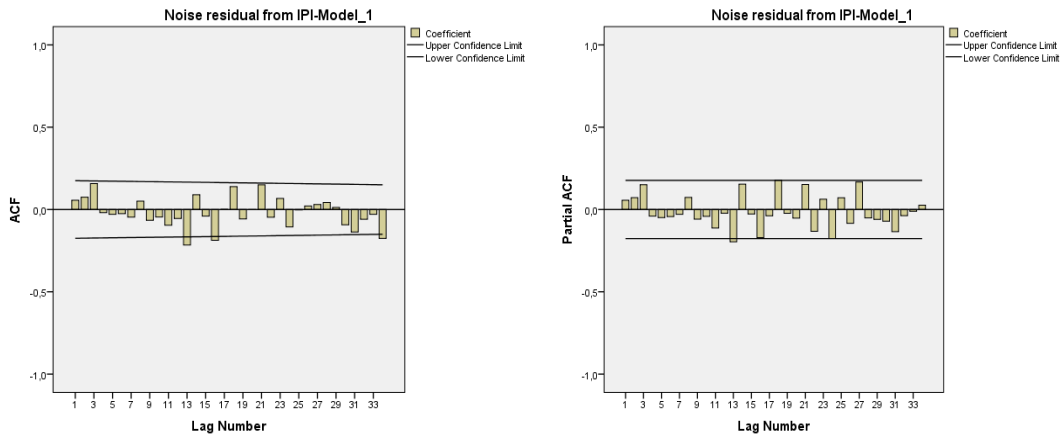 Noise residual from IPI-Model_1
Coefficient
Upper Confidence Limit
Lower Confidence Limit
1,0
0,5
0,0
-0,5
-1,0
ACF
1 3 5 7 9 11 13 15 17 19 21 23 25 27 29 31 33
Lag Number
Noise residual from IPI-Model_1
Coefficient
Upper Confidence Limit
Lower Confidence Limit
1,0
0,5
0,0
-0,5
-1,0
Partial ACF
1 3 5 7 9 11 13 15 17 19 21 23 25 27 29 31 33
Lag Number